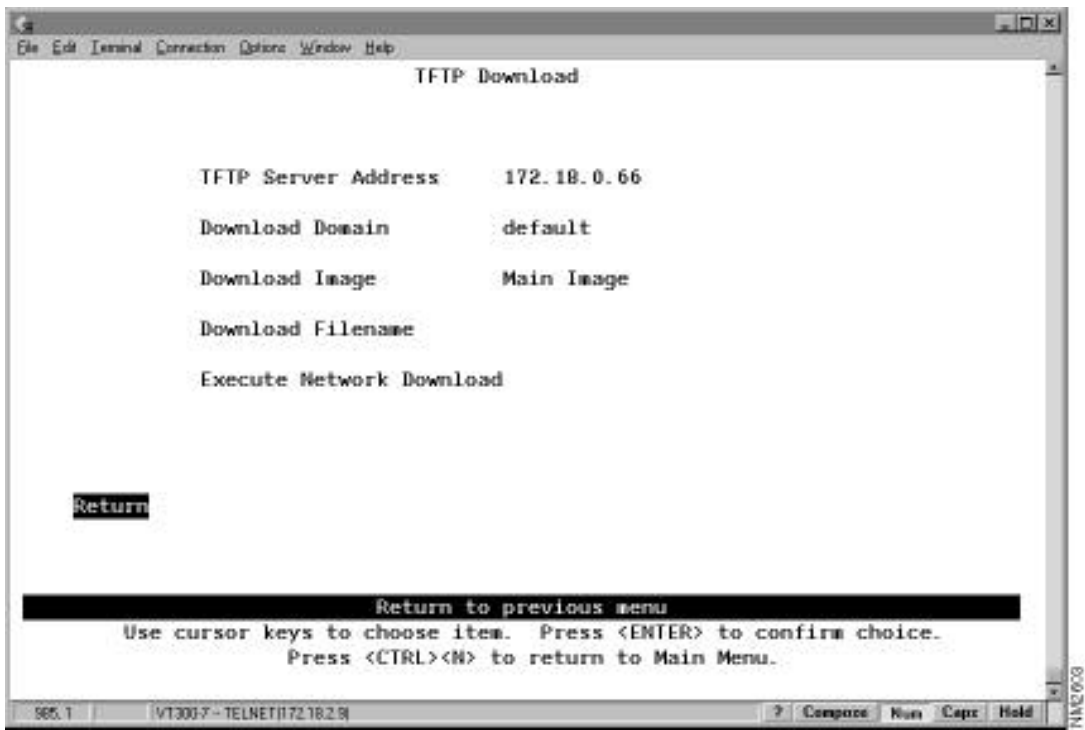 File Edit Terminal Connection Options Window Help
TFTP Download
TFTP Server Address 172.18.0.66
Download Domain default
Download Image Main Image
Download Filename
Execute Network Download
Return
Return to previous menu
Use cursor keys to choose item. Press <ENTER> to confirm choice.
Press <CTRL><N> to return to Main Menu.
985, 1 VT300-7 -- TELNET(172.18.2.9) ? Compose Num Caps Hold
NM2603